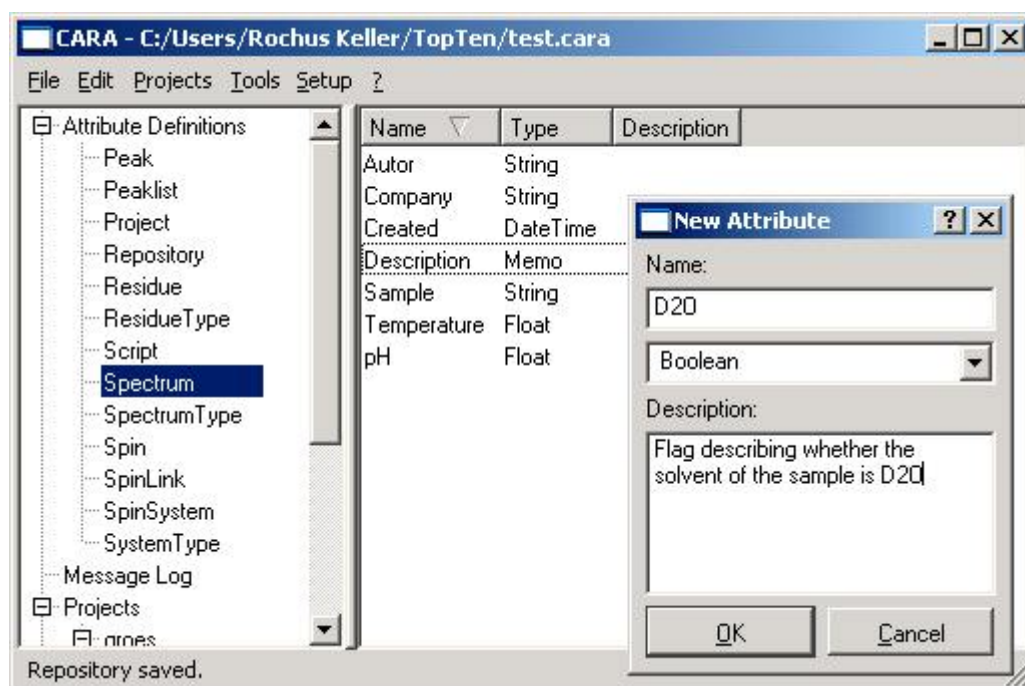 CARA - C:/Users/Rochus Keller/TopTen/test.cara
File Edit Projects Tools Setup ?
Attribute Definitions
Peak
Peaklist
Project
Repository
Residue
ResidueType
Script
Spectrum
SpectrumType
Spin
SpinLink
SpinSystem
SystemType
Message Log
Projects
groes
Name Type Description
Autor String
Company String
Created DateTime
Description Memo
Sample String
Temperature Float
pH Float
New Attribute ?
Name:
D2O
Boolean
Description:
Flag describing whether the
solvent of the sample is D2O
OK Cancel
Repository saved.